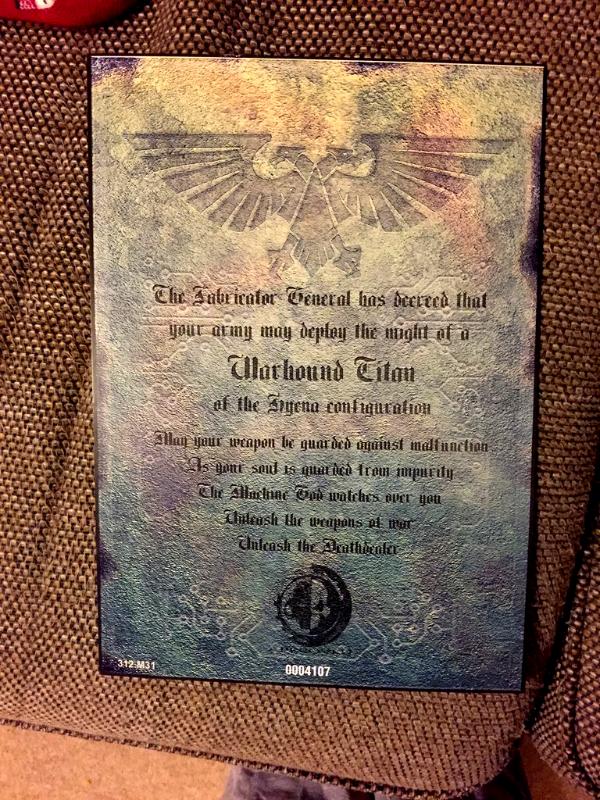 The Fabricator General has decreed that
your army may deploy the might of a
Warhound Titan
of the Hyena configuration
May your weapon be guarded against malfunction
As your soul is guarded from impurity
The Machine God watches over you
Unleash the weapons of war
Unleash the Deathdealer
312.M31
0004107